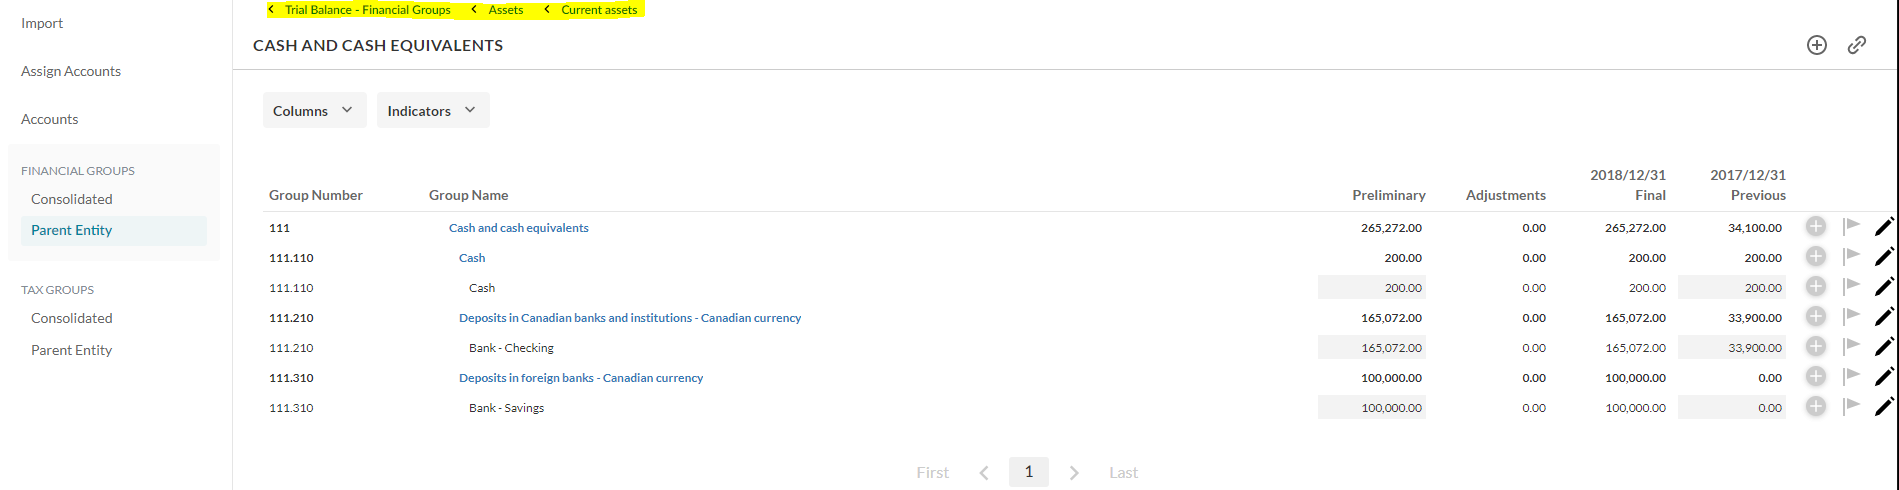 Import
Assign Accounts
Accounts
FINANCIAL GROUPS
Consolidated
Parent Entity
TAX GROUPS
Consolidated
Parent Entity
Trial Balance - Financial Groups Assets Current assets
CASH AND CASH EQUIVALENTS
Columns Indicators
2018/12/31 2017/12/31
Group Number Group Name Preliminary Adjustments Final Previous
111 Cash and cash equivalents 265,272.00 0.00 265,272.00 34,100.00
111.110 Cash 200.00 0.00 200.00 200.00
111.110 Cash 200.00 0.00 200.00 200.00
111.210 Deposits in Canadian banks and institutions - Canadian currency 165,072.00 0.00 165,072.00 33,900.00
111.210 Bank - Checking 165,072.00 0.00 165,072.00 33,900.00
111.310 Deposits in foreign banks - Canadian currency 100,000.00 0.00 100,000.00 0.00
111.310 Bank - Savings 100,000.00 0.00 100,000.00 0.00
First 1 Last